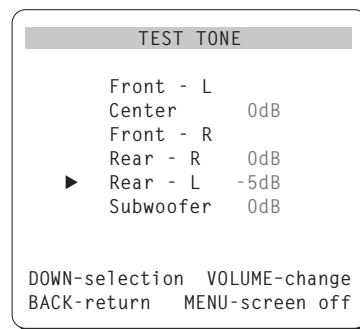 TEST TONE
Front - L
Center 0dB
Front - R
Rear - R 0dB
Rear - L -5dB
Subwoofer 0dB
DOWN-selection VOLUME-change
BACK-return MENU-screen off